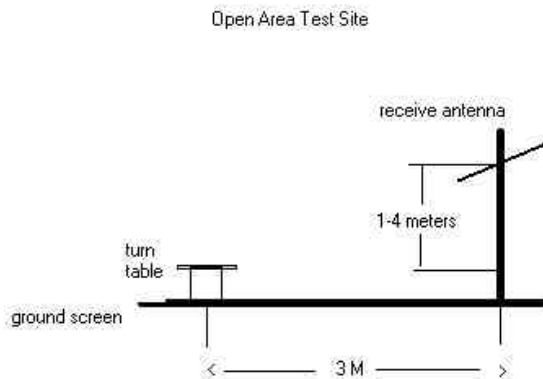 Open Area Test Site
receive antenna
1-4 meters
turn
table
ground screen
3 M